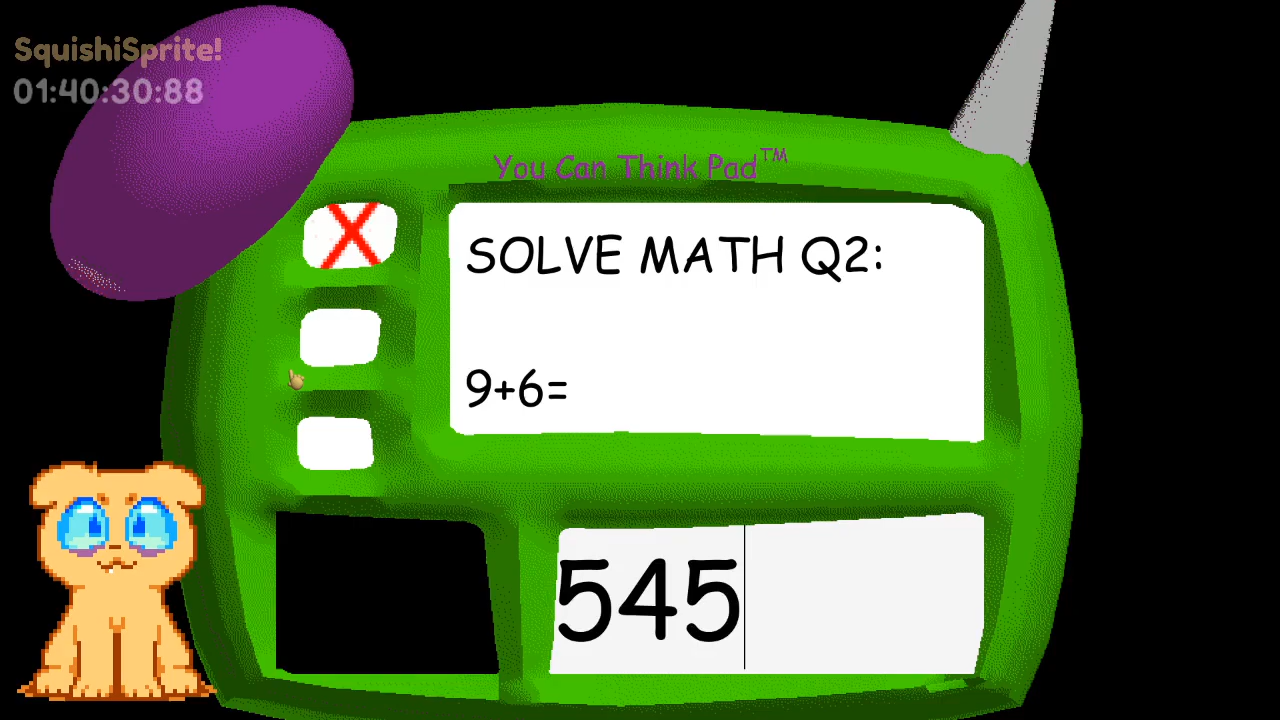 SquishiSprite!
01:40:30:88
You Can Think Pad™
SOLVE MATH Q2:
9+6=
545